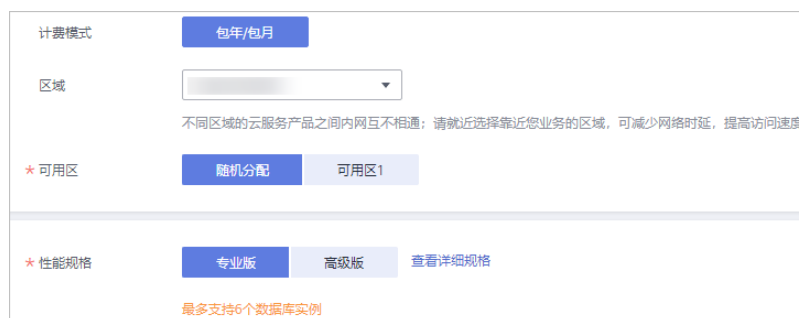 计费模式 包年/包月
区域
不同区域的云服务产品之间内网互不相通；请就近选择靠近您业务的区域，可减少网络时延，提高访问速度
* 可用区 随机分配 可用区1
* 性能规格 专业版 高级版 查看详细规格
最多支持6个数据库实例